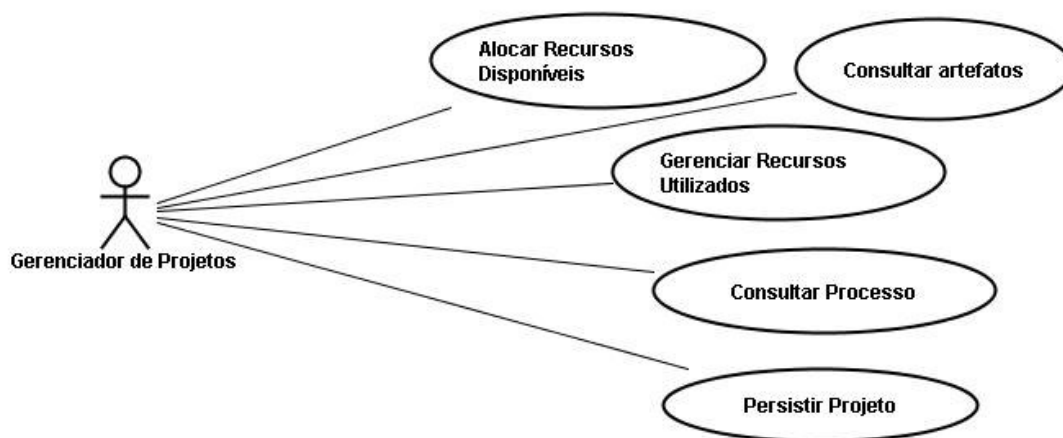 Alocar Recursos
Disponíveis
Consultar artefatos
Gerenciar Recursos
Utilizados
Gerenciador de Projetos
Consultar Processo
Persistir Projeto